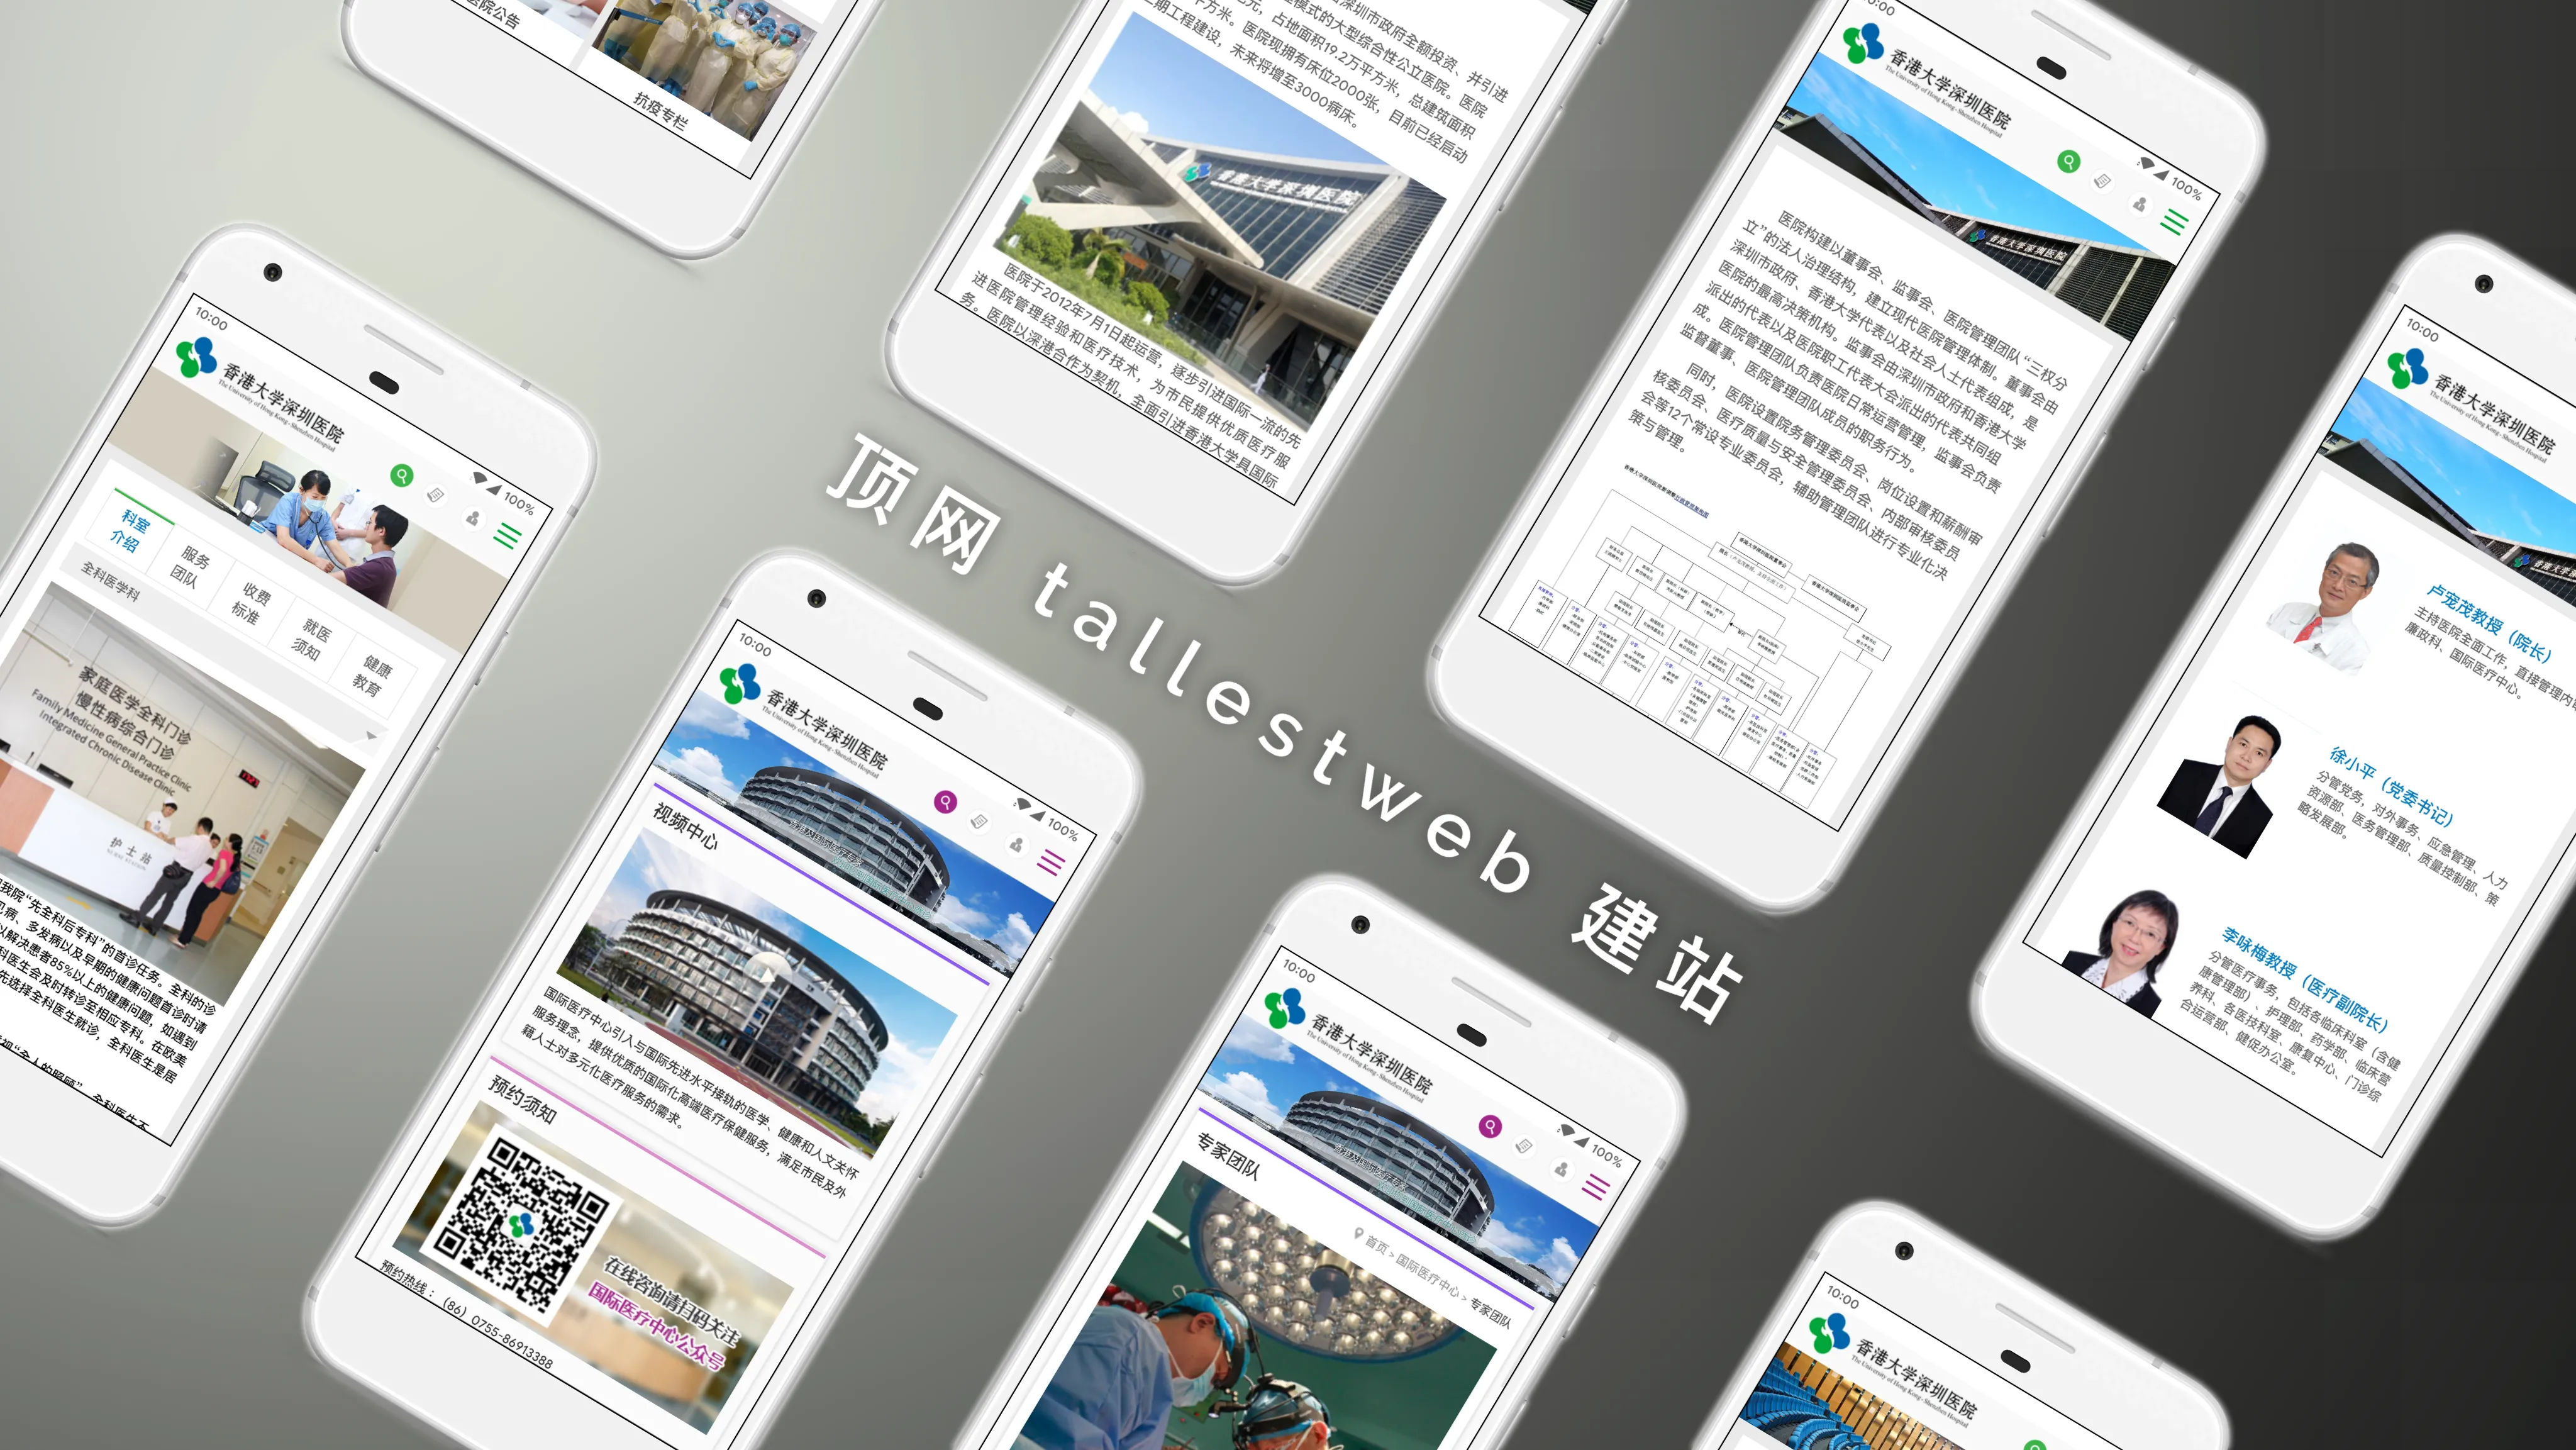 医院公告
抗疫专栏
深圳市政府全额投资、并引进
模式的大型综合性公立医院。医院
元，占地面积19.2万平方米，总建筑面积
平方米。医院现拥有床位2000张，目前已经启动
期工程建设，未来将增至3000病床。
香港大学深圳医院
医院于2012年7月1日起运营，逐步引进国际一流的先
进医院管理经验和医疗技术，为市民提供优质医疗服
务。医院以深港合作为契机，全面引进香港大学具国际
10:00
香港大学深圳医院
The University of Hong Kong - Shenzhen Hospital
100%
香港大学深圳医院
医院构建以董事会、监事会、医院管理团队“三权分
立”的法人治理结构，建立现代医院管理体制。董事会由
深圳市政府、香港大学代表以及社会人士代表组成，是
医院的最高决策机构。监事会由深圳市政府和香港大学
派出的代表以及医院职工代表大会派出的代表共同组
成。医院管理团队负责医院日常运营管理，监事会负责
监督董事、医院管理团队成员的职务行为。
同时，医院设置院务管理委员会、岗位设置和薪酬审
核委员会、医疗质量与安全管理委员会、内部审核委员
会等12个常设专业委员会，辅助管理团队进行专业化决
策与管理。
10:00
香港大学深圳医院
The University of Hong Kong - Shenzhen Hospital
卢宠茂教授（院长）
主持医院全面工作，直接管理内
廉政科、国际医疗中心。
徐小平（党委书记）
分管党务，对外事务、应急管理、人力
资源部、医务管理部、质量控制部、策
略发展部。
李咏梅教授（医疗副院长）
分管医疗事务，包括各临床科室（含健
康管理部）、护理部、药学部、临床营
养科、各医技科室、康复中心、门诊综
合运营部、健促办公室。
10:00
香港大学深圳医院
The University of Hong Kong - Shenzhen Hospital
100%
科室
介绍
服务
团队
收费
标准
就医
须知
健康
教育
全科医学科
家庭医学全科门诊
慢性病综合门诊
Family Medicine General Practice Clinic
Integrated Chronic Disease Clinic
护士站
NURSE STATION
我院“先全科后专科”的首诊任务。全科的诊
见病、多发病以及早期的健康问题首诊时请
以解决患者85%以上的健康问题，如遇到
科医生会及时转诊至相应专科。在欧美
先选择全科医生就诊，全科医生是居
视“全人的照顾”，全科医生不
顶网 tallestweb 建站
10:00
香港大学深圳医院
The University of Hong Kong - Shenzhen Hospital
100%
视频中心
国际医疗中心引入与国际先进水平接轨的医学、健康和人文关怀
服务理念，提供优质的国际化高端医疗保健服务，满足市民及外
籍人士对多元化医疗服务的需求。
预约须知
在线咨询请扫码关注
国际医疗中心公众号
预约热线：（86）0755-86913388
10:00
香港大学深圳医院
The University of Hong Kong - Shenzhen Hospital
100%
专家团队
首页 > 国际医疗中心 > 专家团队
10:00
香港大学深圳医院
The University of Hong Kong - Shenzhen Hospital